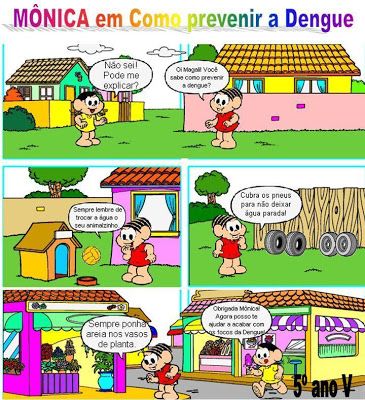 MÔNICA em Como prevenir a Dengue
Não sei!
Pode me
explicar?
Oi Magali! Você
sabe como prevenir
a dengue?
Sempre lembre de
trocar a água o
seu animalzinho
Cubra os pneus
para não deixar
água parada!
Sempre ponha
areia nos vasos
de planta.
Obrigada Mônica!
Agora posso te
ajudar a acabar com
os focos da Dengue!
5º ano V